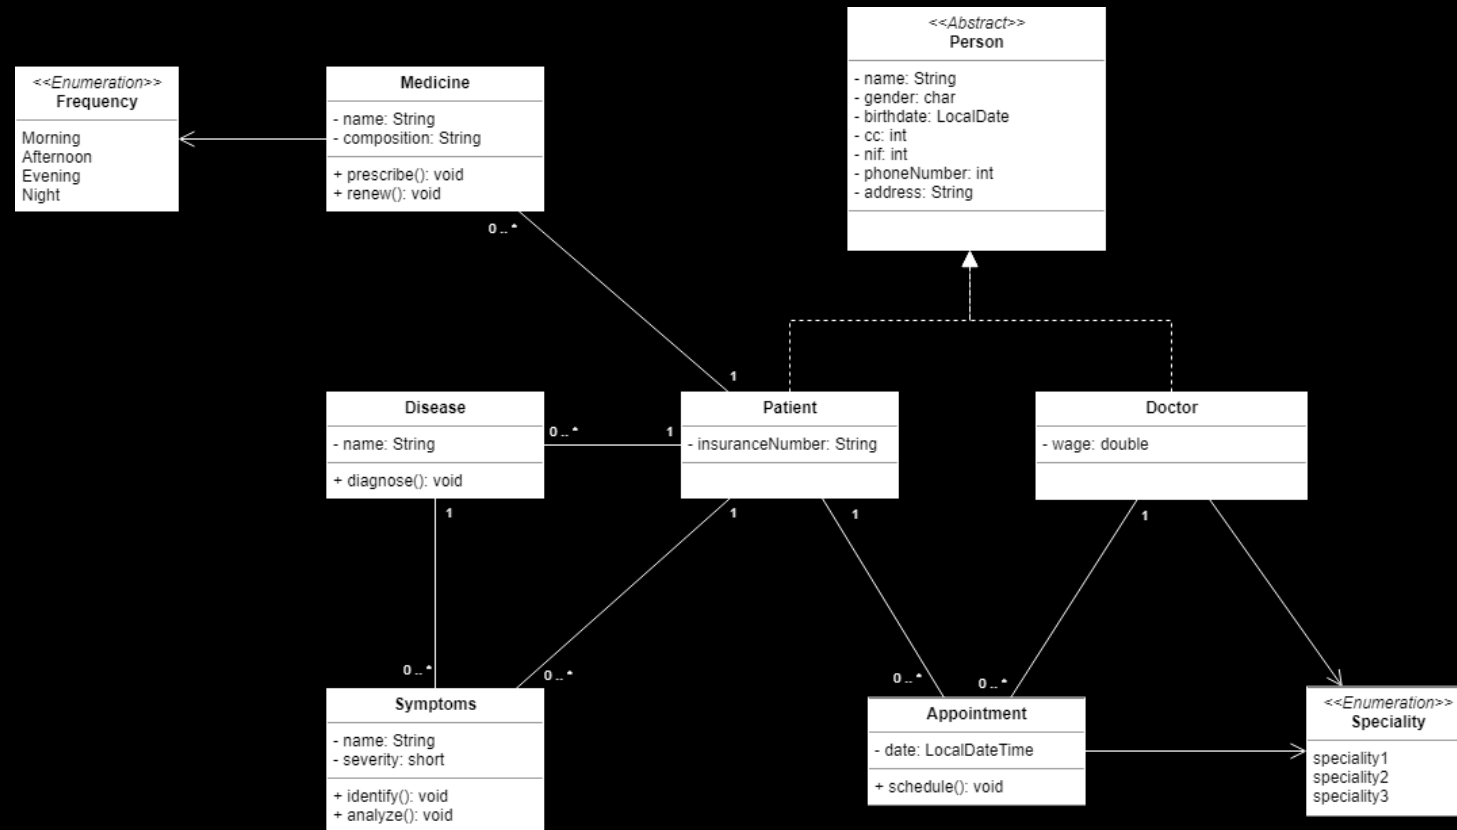 <<Abstract>>
Person
- name: String
- gender: char
- birthdate: LocalDate
- cc: int
- nif: int
- phoneNumber: int
- address: String
<<Enumeration>>
Frequency
Morning
Afternoon
Evening
Night
Medicine
- name: String
- composition: String
+ prescribe(): void
+ renew(): void
0..*
1
Disease
- name: String
+ diagnose(): void
0..*
1
Patient
- insuranceNumber: String
Doctor
- wage: double
1
1
1
1
0..*
0..*
0..*
0..*
Symptoms
- name: String
- severity: short
+ identify(): void
+ analyze(): void
Appointment
- date: LocalDateTime
+ schedule(): void
<<Enumeration>>
Speciality
speciality1
speciality2
speciality3